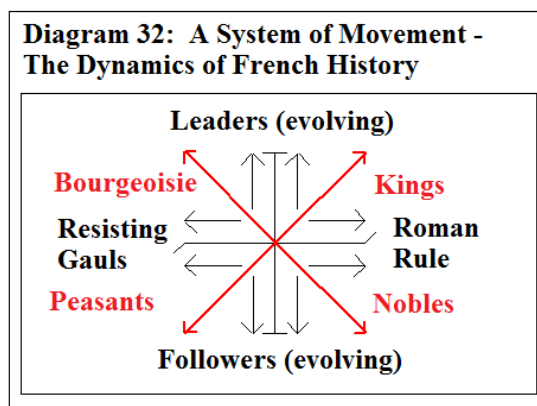 Diagram 32: A System of Movement -
The Dynamics of French History
Leaders (evolving)
Bourgeoisie
Kings
Resisting
Gauls
Roman
Rule
Peasants
Nobles
Followers (evolving)